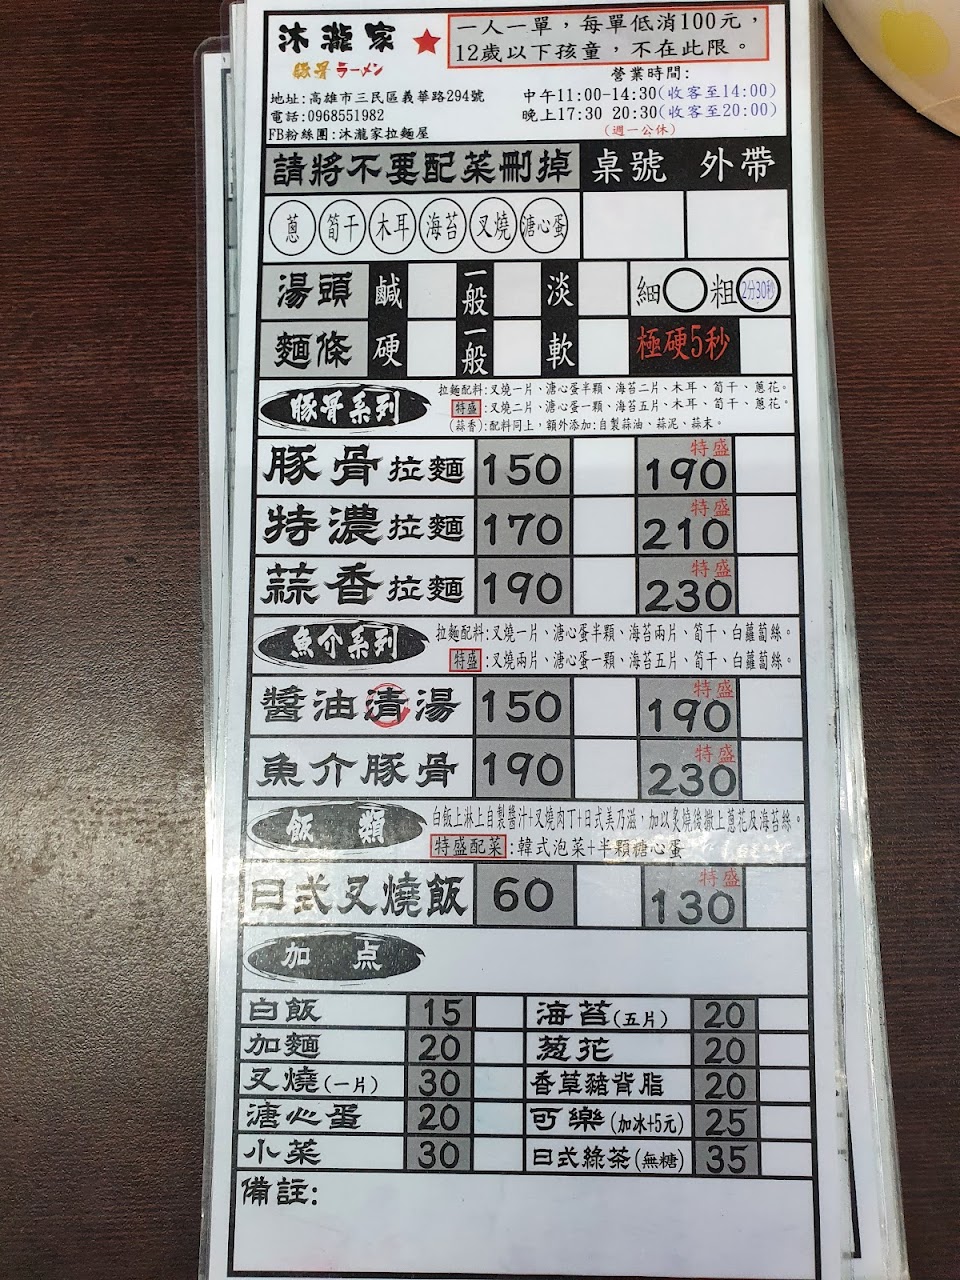 沐瀧家
豚骨ラーメン
★
一人一單，每單低消100元，
12歲以下孩童，不在此限。
營業時間:
地址:高雄市三民區義華路294號
中午11:00-14:30(收客至14:00)
電話:0968551982
晚上17:30 20:30(收客至20:00)
FB粉絲團:沐瀧家拉麵屋
(週一公休)
請將不要配菜刪掉 桌號 外帶
蔥 筍干 木耳 海苔 叉燒 溏心蛋
湯頭 鹹 一般 淡 細 粗 2分30秒
麵條 硬 一般 軟 極硬5秒
豚骨系列
拉麵配料:叉燒一片、溏心蛋半顆、海苔二片、木耳、筍干、蔥花。
特盛:叉燒二片、溏心蛋一顆、海苔五片、木耳、筍干、蔥花。
(蒜香):配料同上，額外添加:自製蒜油、蒜泥、蒜末。
豚骨拉麵 150 特盛 190
特濃拉麵 170 特盛 210
蒜香拉麵 190 特盛 230
魚介系列
拉麵配料:叉燒一片、溏心蛋半顆、海苔兩片、筍干、白蘿蔔絲。
特盛:叉燒兩片、溏心蛋一顆、海苔五片、筍干、白蘿蔔絲。
醬油清湯 150 特盛 190
魚介豚骨 190 特盛 230
飯類
白飯上淋上自製醬汁+叉燒肉丁+日式美乃滋，加以炙燒後撒上蔥花及海苔絲。
特盛配菜:韓式泡菜+半顆糖心蛋
日式叉燒飯 60 特盛 130
加点
白飯 15 海苔(五片) 20
加麵 20 葱花 20
叉燒(一片) 30 香草豬背脂 20
溏心蛋 20 可樂(加冰+5元) 25
小菜 30 日式綠茶(無糖) 35
備註: